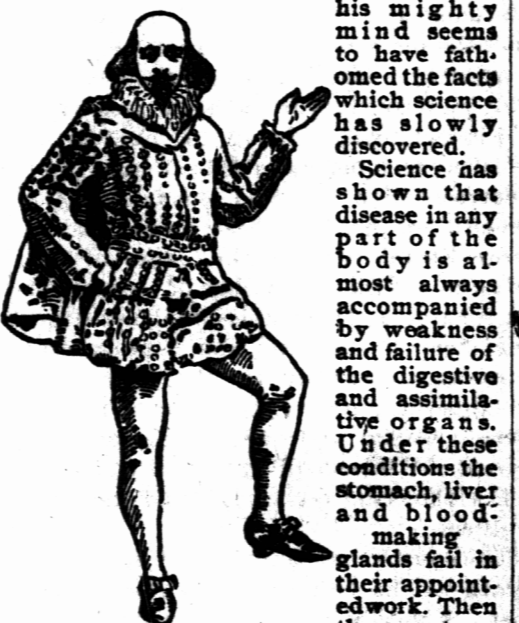 his mighty
mind seems
to have fath-
omed the facts
which science
has slowly
discovered.
Science has
shown that
disease in any
part of the
body is al-
most always
accompanied
by weakness
and failure of
the digestive
and assimila-
tive organs.
Under these
conditions the
stomach, liver
and blood-
making
glands fail in
their appoint-
edwork. Then